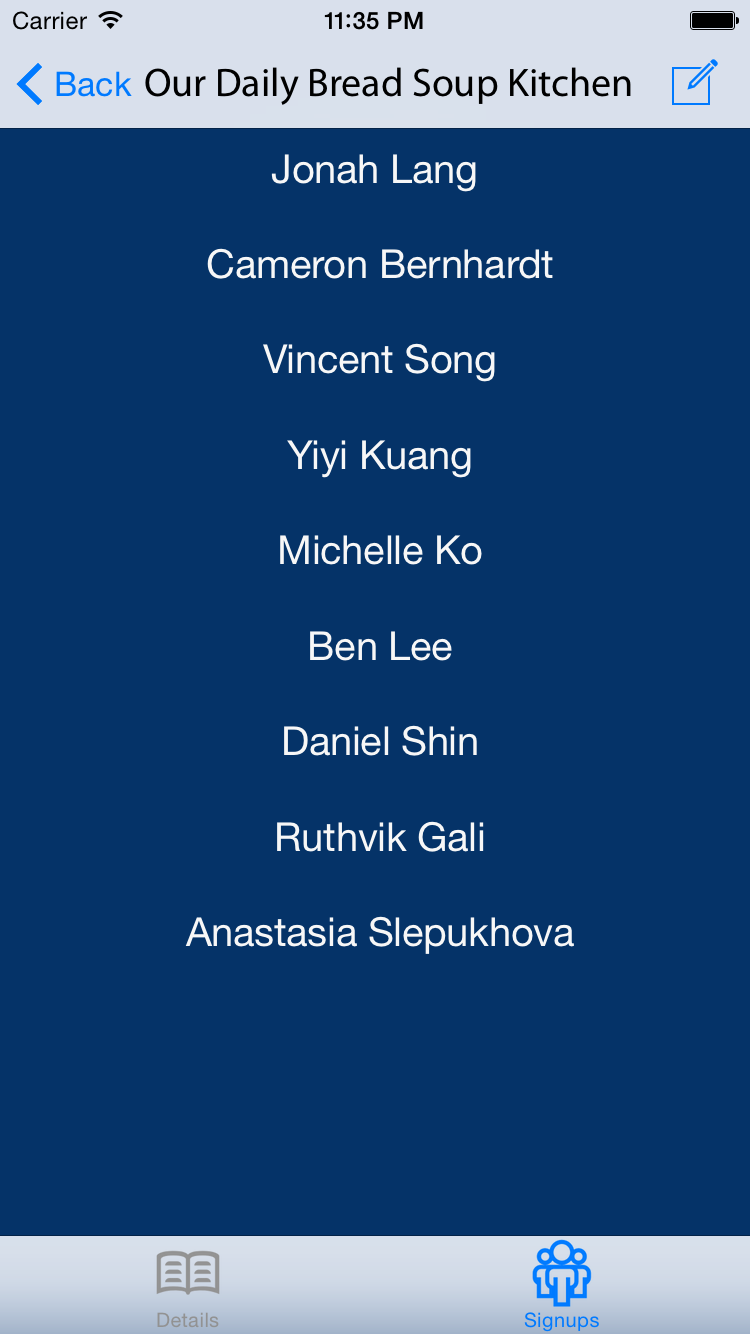 Carrier 11:35 PM
Back Our Daily Bread Soup Kitchen
Jonah Lang
Cameron Bernhardt
Vincent Song
Yiyi Kuang
Michelle Ko
Ben Lee
Daniel Shin
Ruthvik Gali
Anastasia Slepukhova
Details Signups